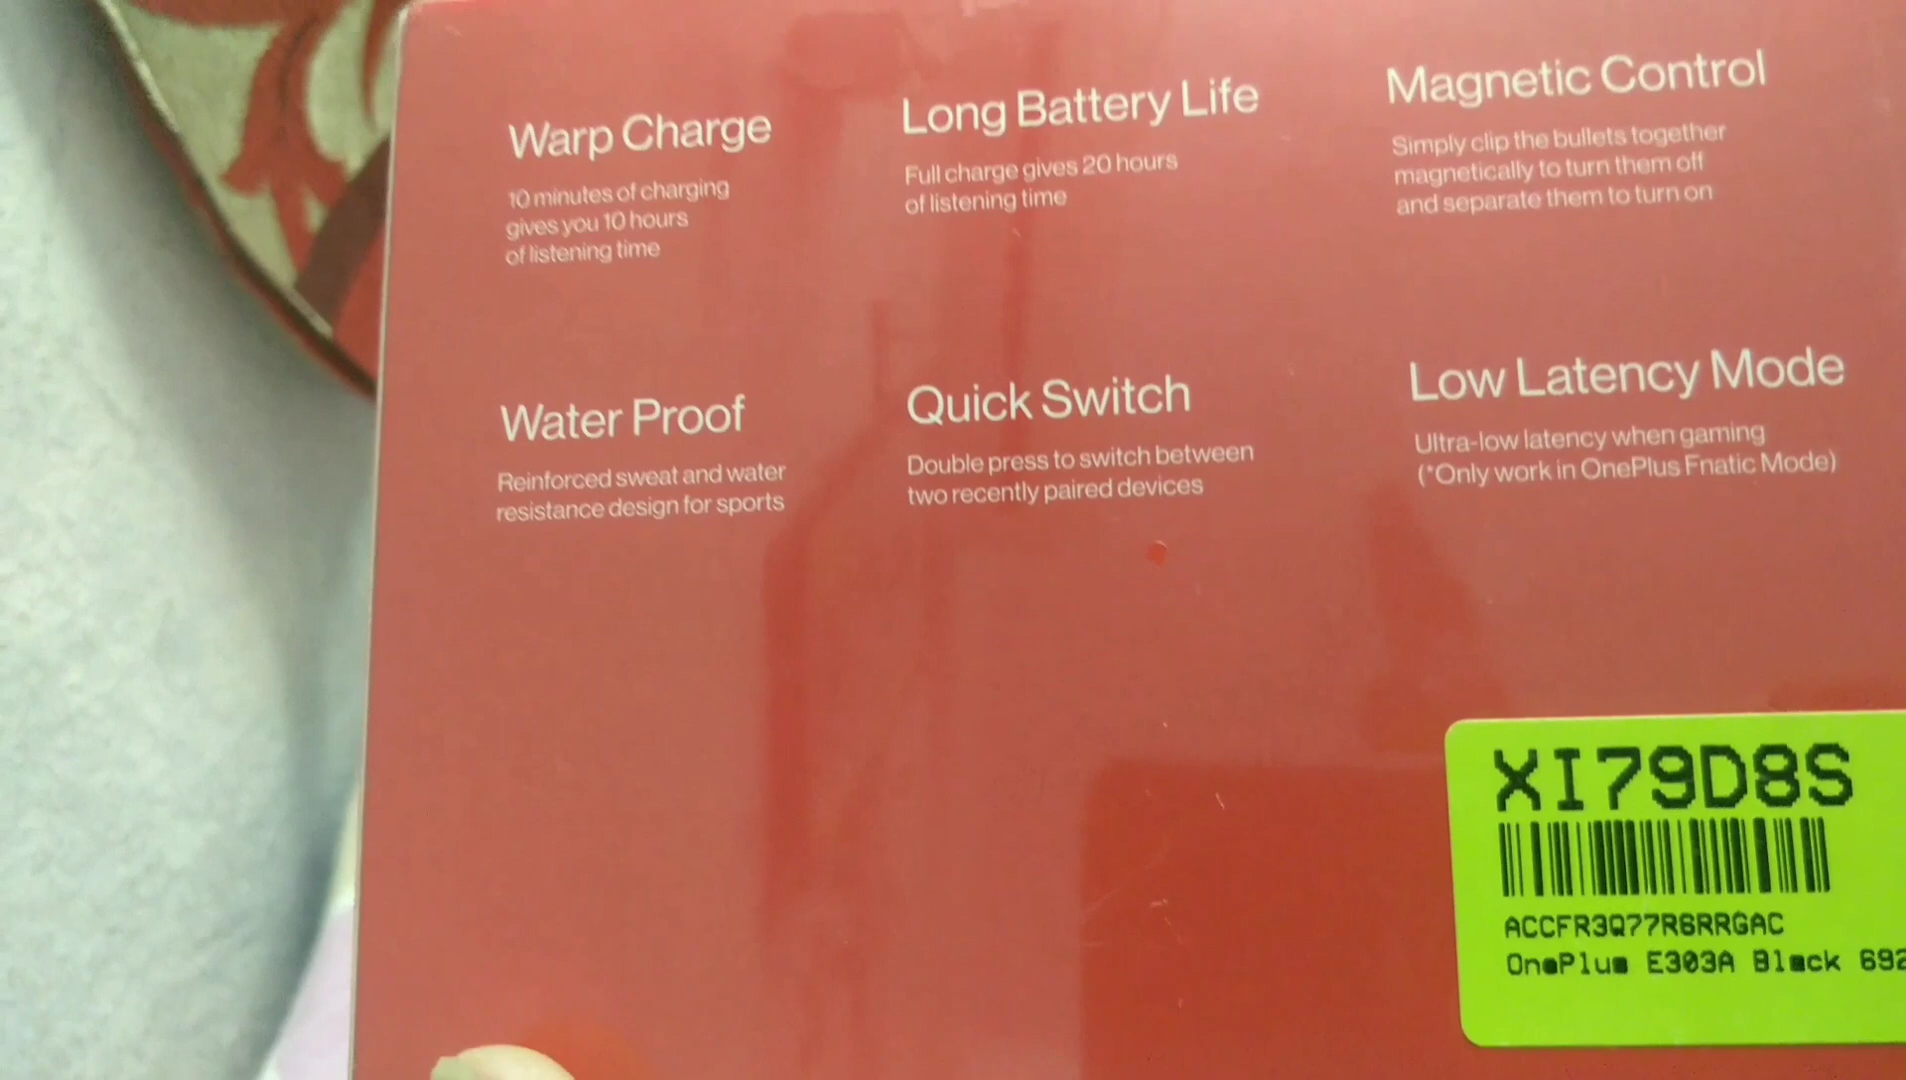 Warp Charge
10 minutes of charging
gives you 10 hours
of listening time
Long Battery Life
Full charge gives 20 hours
of listening time
Magnetic Control
Simply clip the bullets together
magnetically to turn them off
and separate them to turn on
Water Proof
Reinforced sweat and water
resistance design for sports
Quick Switch
Double press to switch between
two recently paired devices
Low Latency Mode
Ultra-low latency when gaming
(*Only work in OnePlus Fnatic Mode)
XI79D8S
ACCFR3Q77R6RRGAC
OnePlus E303A Black 692